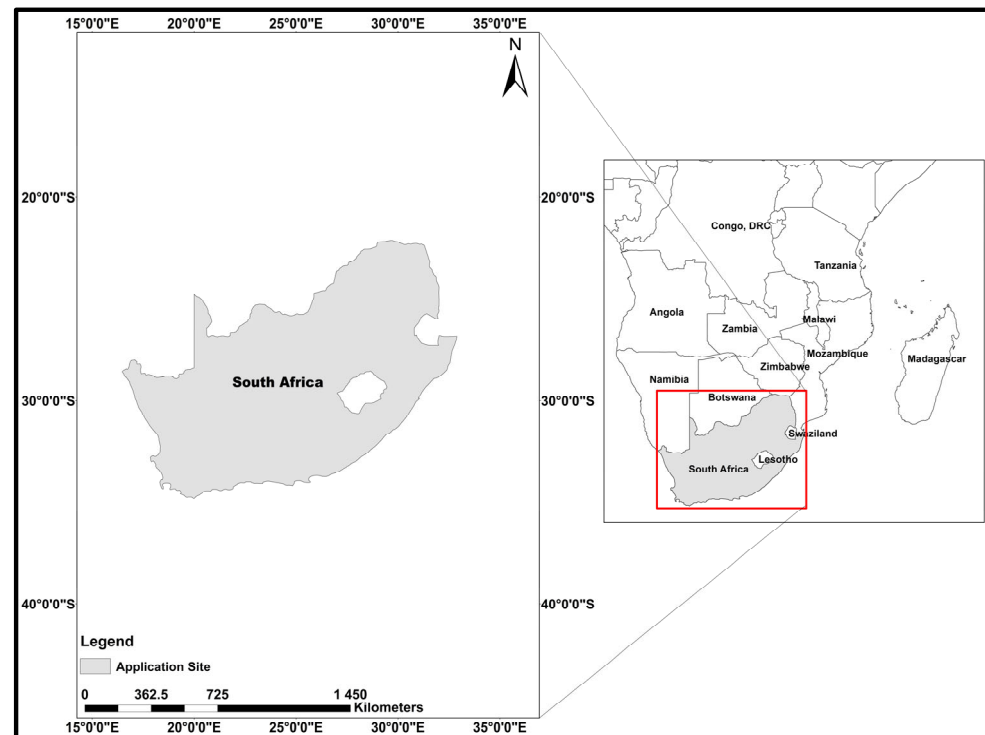 15°0'0"E 20°0'0"E 25°0'0"E 30°0'0"E 35°0'0"E
N
20°0'0"S
20°0'0"S
30°0'0"S
30°0'0"S
40°0'0"S
40°0'0"S
South Africa
Legend
Application Site
0 362.5 725 1 450
Kilometers
15°0'0"E 20°0'0"E 25°0'0"E 30°0'0"E 35°0'0"E
Congo, DRC
Tanzania
Angola
Zambia
Malawi
Mozambique
Madagascar
Zimbabwe
Namibia
Botswana
Swaziland
Lesotho
South Africa